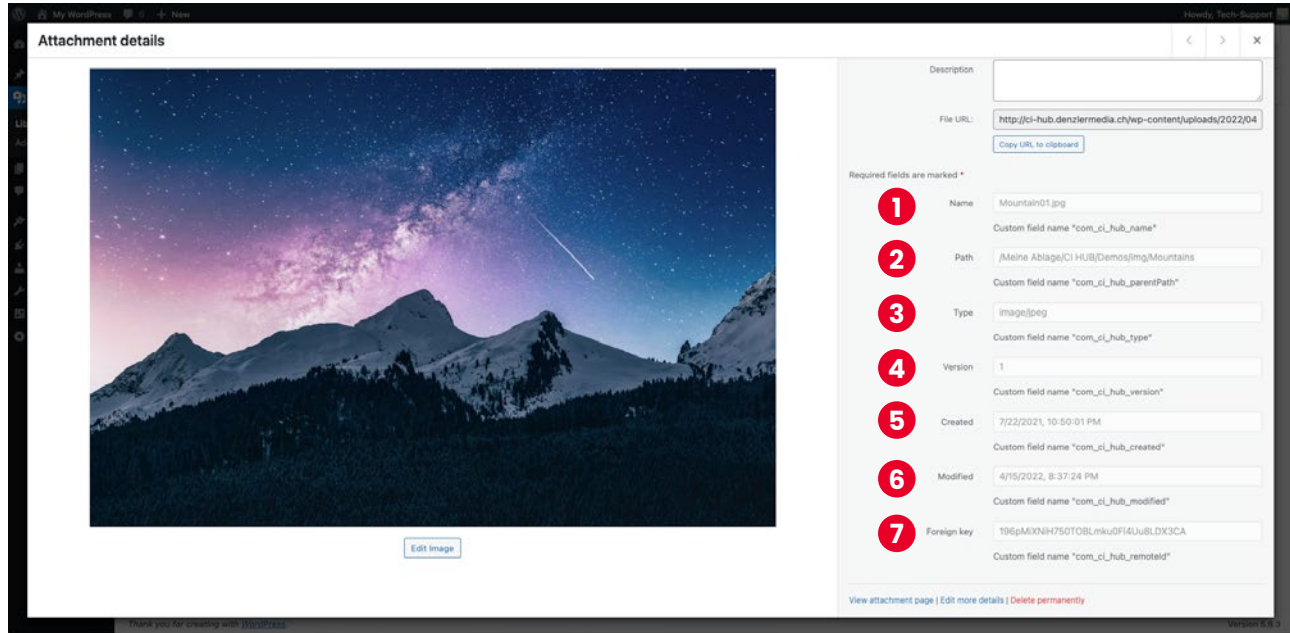 My WordPress 0 + New Howdy, Tech-Support
Attachment details
Description
File URL: http://ci-hub.denzlermedia.ch/wp-content/uploads/2022/04
Copy URL to clipboard
Required fields are marked *
1 Name Mountain01.jpg
Custom field name "com_ci_hub_name"
2 Path /Meine Ablage/CI HUB/Demos/img/Mountains
Custom field name "com_ci_hub_parentPath"
3 Type image/jpeg
Custom field name "com_ci_hub_type"
4 Version 1
Custom field name "com_ci_hub_version"
5 Created 7/22/2021, 10:50:01 PM
Custom field name "com_ci_hub_created"
6 Modified 4/15/2022, 8:37:24 PM
Custom field name "com_ci_hub_modified"
7 Foreign key
Custom field name "com_ci_hub_remoteId"
Edit Image
View attachment page | Edit more details | Delete permanently
Thank you for creating with WordPress. Version 5.9.3